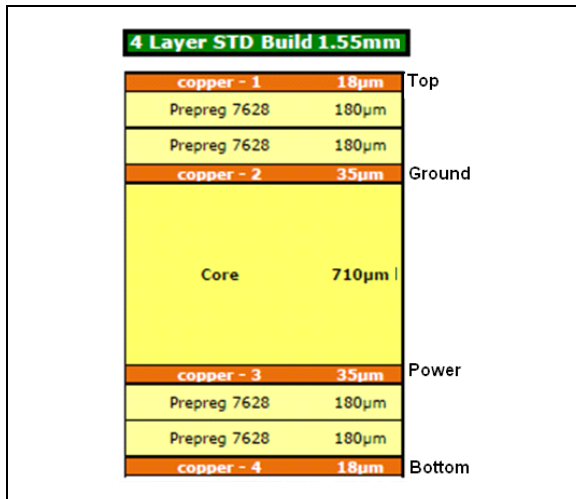 4 Layer STD Build 1.55mm
copper - 1 18µm Top
Prepreg 7628 180µm
Prepreg 7628 180µm
copper - 2 35µm Ground
Core 710µm
copper - 3 35µm Power
Prepreg 7628 180µm
Prepreg 7628 180µm
copper - 4 18µm Bottom